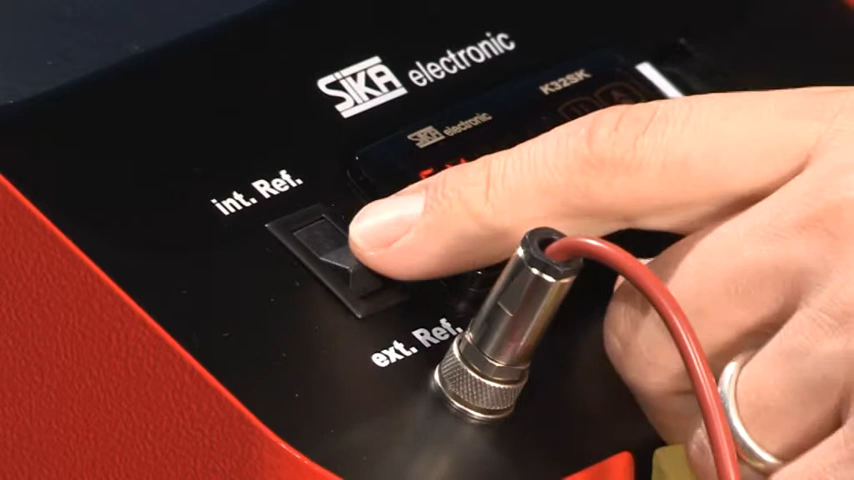 SIKA electronic
SIKA electronic K32SK
int. Ref.
ext. Ref.